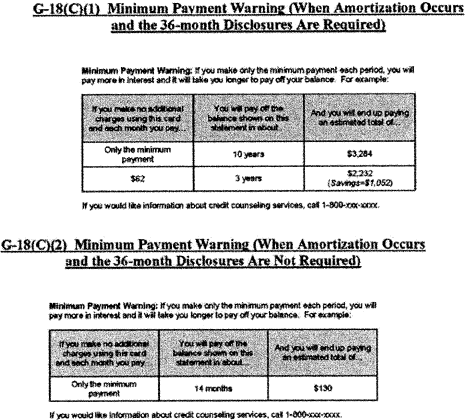 G-18(C)(1) Minimum Payment Warning (When Amortization Occurs
and the 36-month Disclosures Are Required)
Minimum Payment Warning: If you make only the minimum payment each period, you will
pay more in interest and it will take you longer to pay off your balance. For example:
If you make no additional
charges using this card
and each month you pay...
You will pay off the
balance shown on this
statement in about...
And you will end up paying
an estimated total of...
Only the minimum
payment
10 years
$3,284
$62
3 years
$2,232
(Savings=$1,052)
If you would like information about credit counseling services, call 1-800-xxx-xxxx.
G-18(C)(2) Minimum Payment Warning (When Amortization Occurs
and the 36-month Disclosures Are Not Required)
Minimum Payment Warning: If you make only the minimum payment each period, you will
pay more in interest and it will take you longer to pay off your balance. For example:
If you make no additional
charges using this card
and each month you pay...
You will pay off the
balance shown on this
statement in about...
And you will end up paying
an estimated total of...
Only the minimum
payment
14 months
$130
If you would like information about credit counseling services, call 1-800-xxx-xxxx.